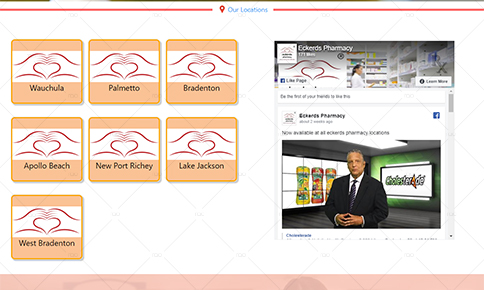 Our Locations
Wauchula
Palmetto
Bradenton
Apollo Beach
New Port Richey
Lake Jackson
West Bradenton
Eckerds Pharmacy
171 likes
Like Page
Learn More
Be the first of your friends to like this
Eckerds Pharmacy
about 2 weeks ago
Now available at all eckerds pharmacy locations
Cholesterade
Cholesterade